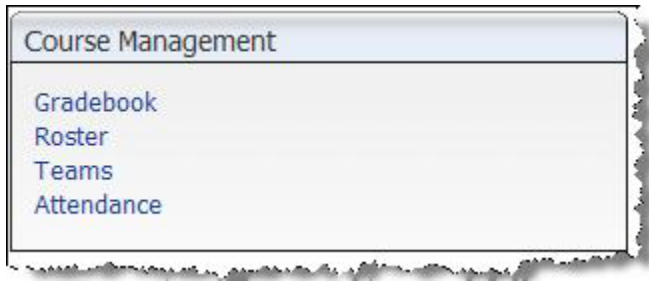 Course Management
Gradebook
Roster
Teams
Attendance